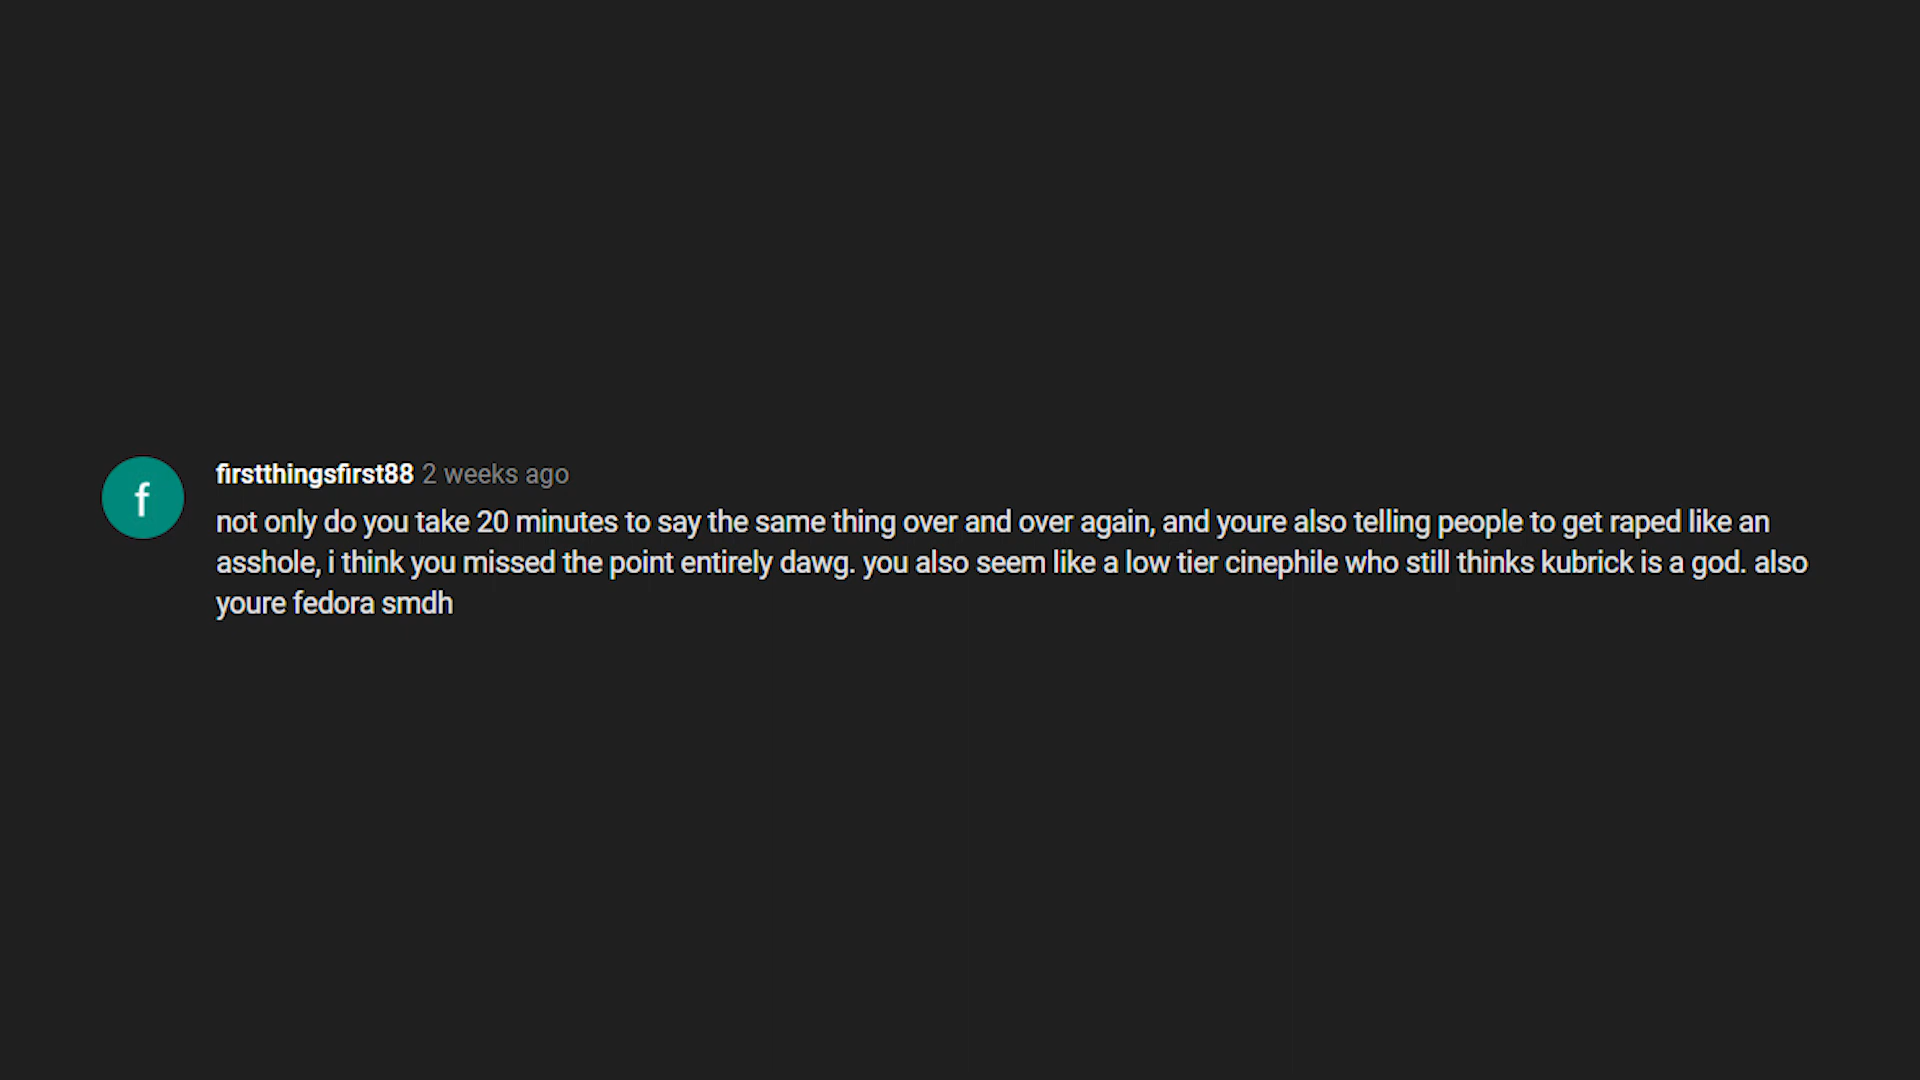 f
firstthingsfirst88 2 weeks ago
not only do you take 20 minutes to say the same thing over and over again, and youre also telling people to get raped like an
asshole, i think you missed the point entirely dawg. you also seem like a low tier cinephile who still thinks kubrick is a god. also
youre fedora smdh